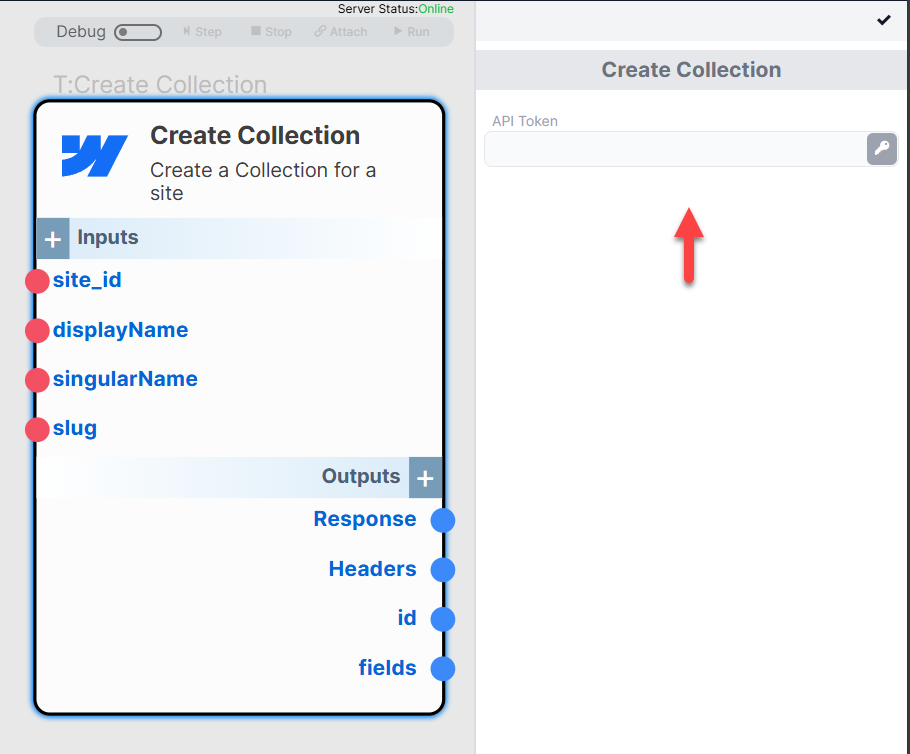 Server Status:Online
Debug Step Stop Attach Run
T:Create Collection
Create Collection
Create a Collection for a
site
+ Inputs
site_id
displayName
singularName
slug
Outputs +
Response
Headers
id
fields
Create Collection
API Token